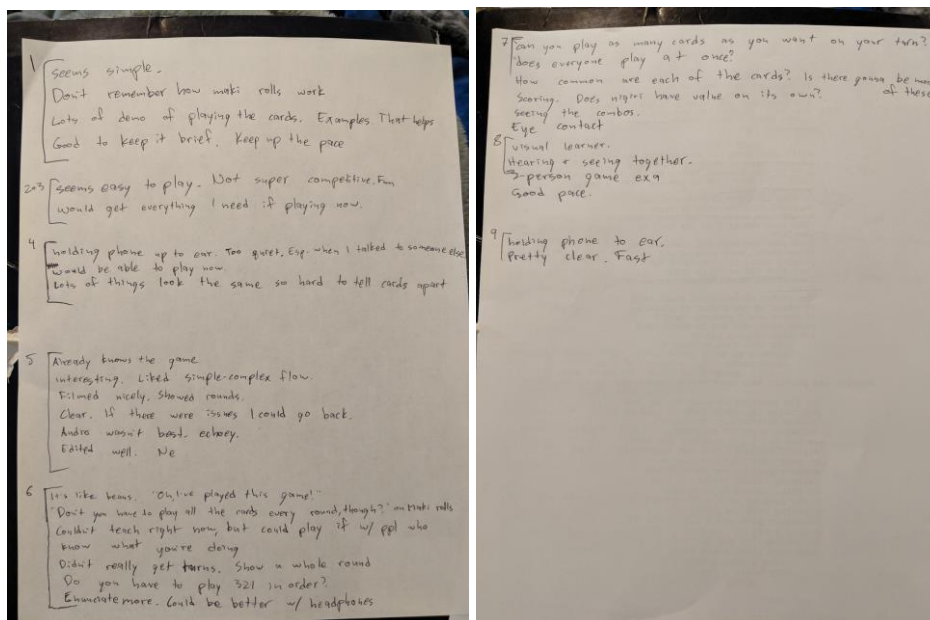 1
Seems simple.
Don't remember how maki rolls work
Lots of demo of playing the cards. Examples That helps
Good to keep it brief. Keep up the pace
2+3
Seems easy to play. Not super competitive. Fun
Would get everything I need if playing now.
4
holding phone up to ear. Too quiet. Esp. when I talked to someone else
would be able to play now.
Lots of things look the same so hard to tell cards apart
5
Already knows the game
interesting. Liked simple-complex flow.
Filmed nicely. Showed rounds.
Clear. If there were issues I could go back.
Audio wasn't best. echoey.
Edited well. Ne
6
It's like beans. "Oh, I've played this game!"
"Don't you have to play all the cards every round, though?" on Maki rolls
Couldn't teach right now, but could play if w/ ppl who
know what you're doing
Didn't really get turns. Show a whole round
Do you have to play 321 in order?
Enunciate more. Could be better w/ headphones
7
Can you play as many cards as you want on your turn?
does everyone play at once?
How common are each of the cards? Is there gonna be more
of these
Scoring. Does nigiri have value on its own?
Seeing the combos.
Eye contact
8
visual learner.
Hearing + seeing together.
2-person game exa
Good pace.
9
holding phone to ear.
Pretty clear. Fast